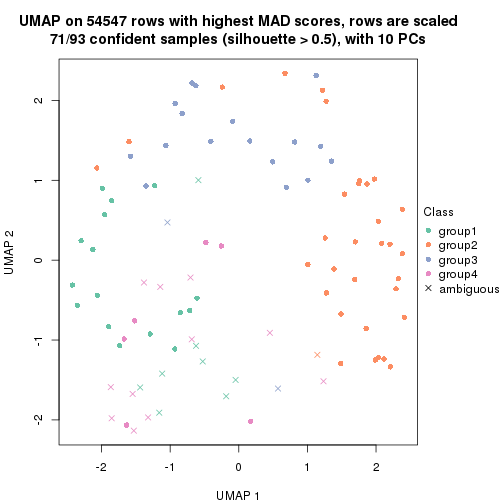 UMAP on 54547 rows with highest MAD scores, rows are scaled
71/93 confident samples (silhouette > 0.5), with 10 PCs
UMAP 2
2
1
0
-1
-2
-2
-1
0
1
2
UMAP 1
Class
group1
group2
group3
group4
ambiguous